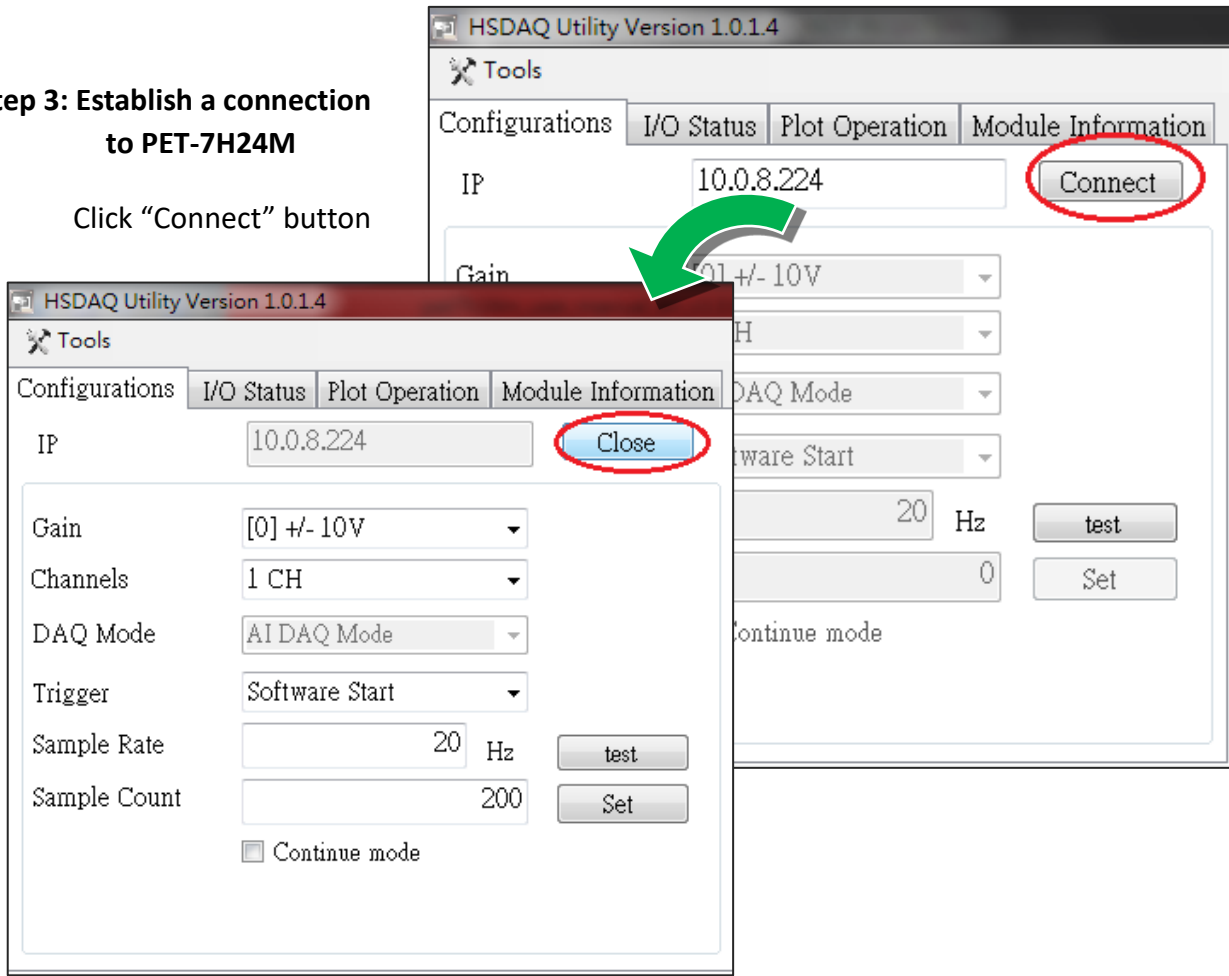 tep 3: Establish a connection
to PET-7H24M
Click “Connect” button
HSDAQ Utility Version 1.0.1.4
Tools
Configurations I/O Status Plot Operation Module Information
IP 10.0.8.224 Connect
Gain [0] +/- 10V
H
DAQ Mode
tware Start
20 Hz test
0 Set
Continue mode
HSDAQ Utility Version 1.0.1.4
Tools
Configurations I/O Status Plot Operation Module Information
IP 10.0.8.224 Close
Gain [0] +/- 10V
Channels 1 CH
DAQ Mode AI DAQ Mode
Trigger Software Start
Sample Rate 20 Hz test
Sample Count 200 Set
Continue mode